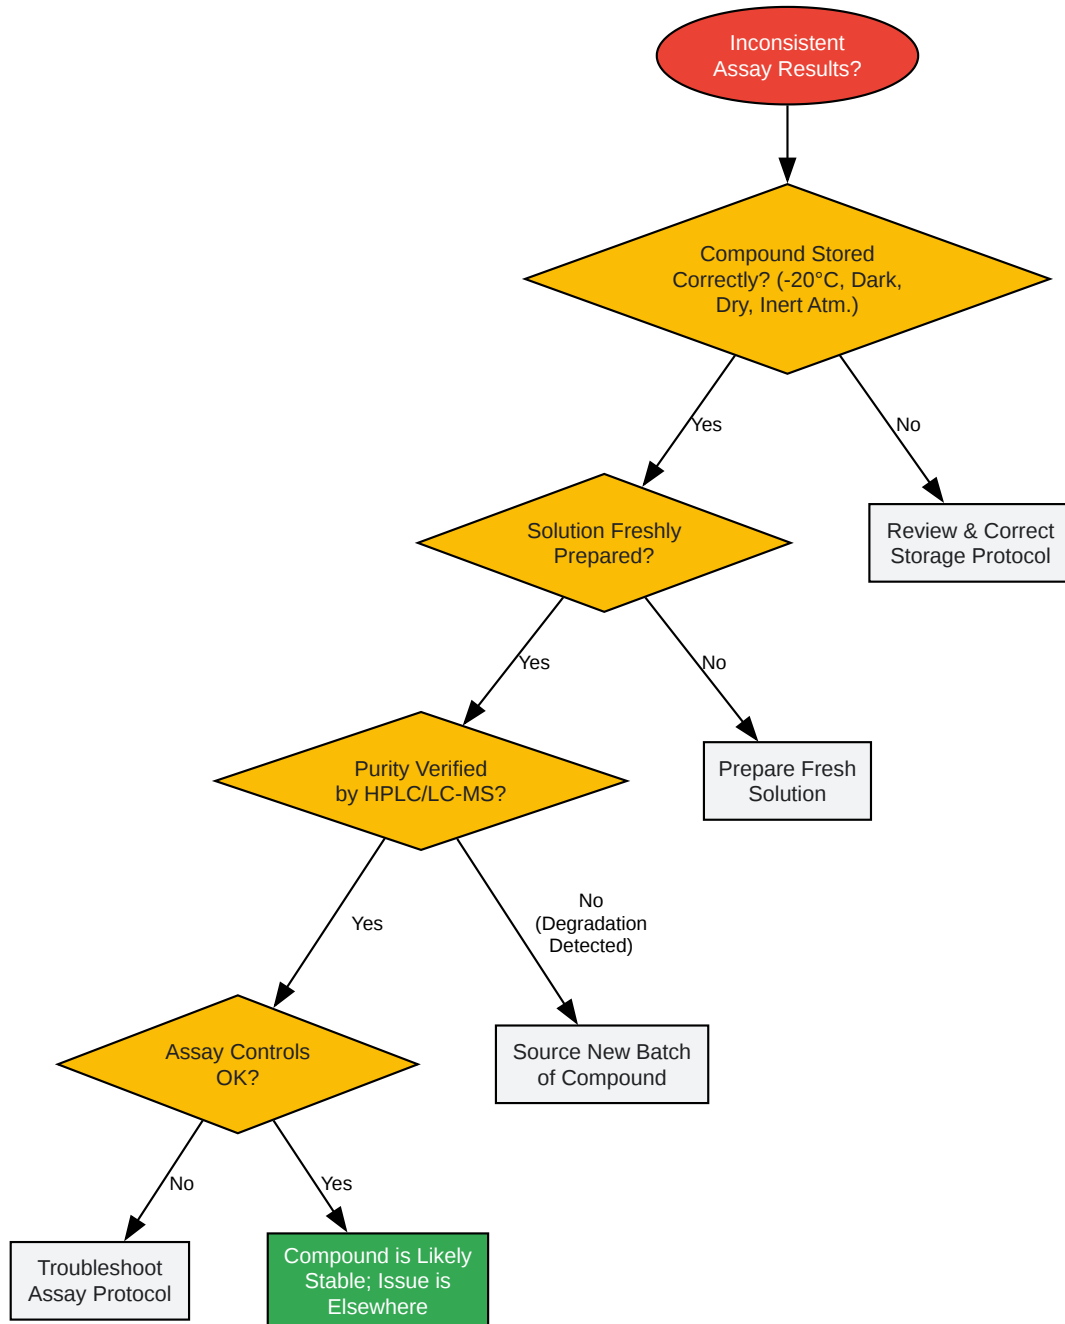 Inconsistent
Assay Results?
Compound Stored
Correctly? (-20°C, Dark,
Dry, Inert Atm.)
Yes
No
Solution Freshly
Prepared?
Review & Correct
Storage Protocol
Yes
No
Purity Verified
by HPLC/LC-MS?
Prepare Fresh
Solution
Yes
No
(Degradation
Detected)
Assay Controls
OK?
Source New Batch
of Compound
No
Yes
Troubleshoot
Assay Protocol
Compound is Likely
Stable; Issue is
Elsewhere